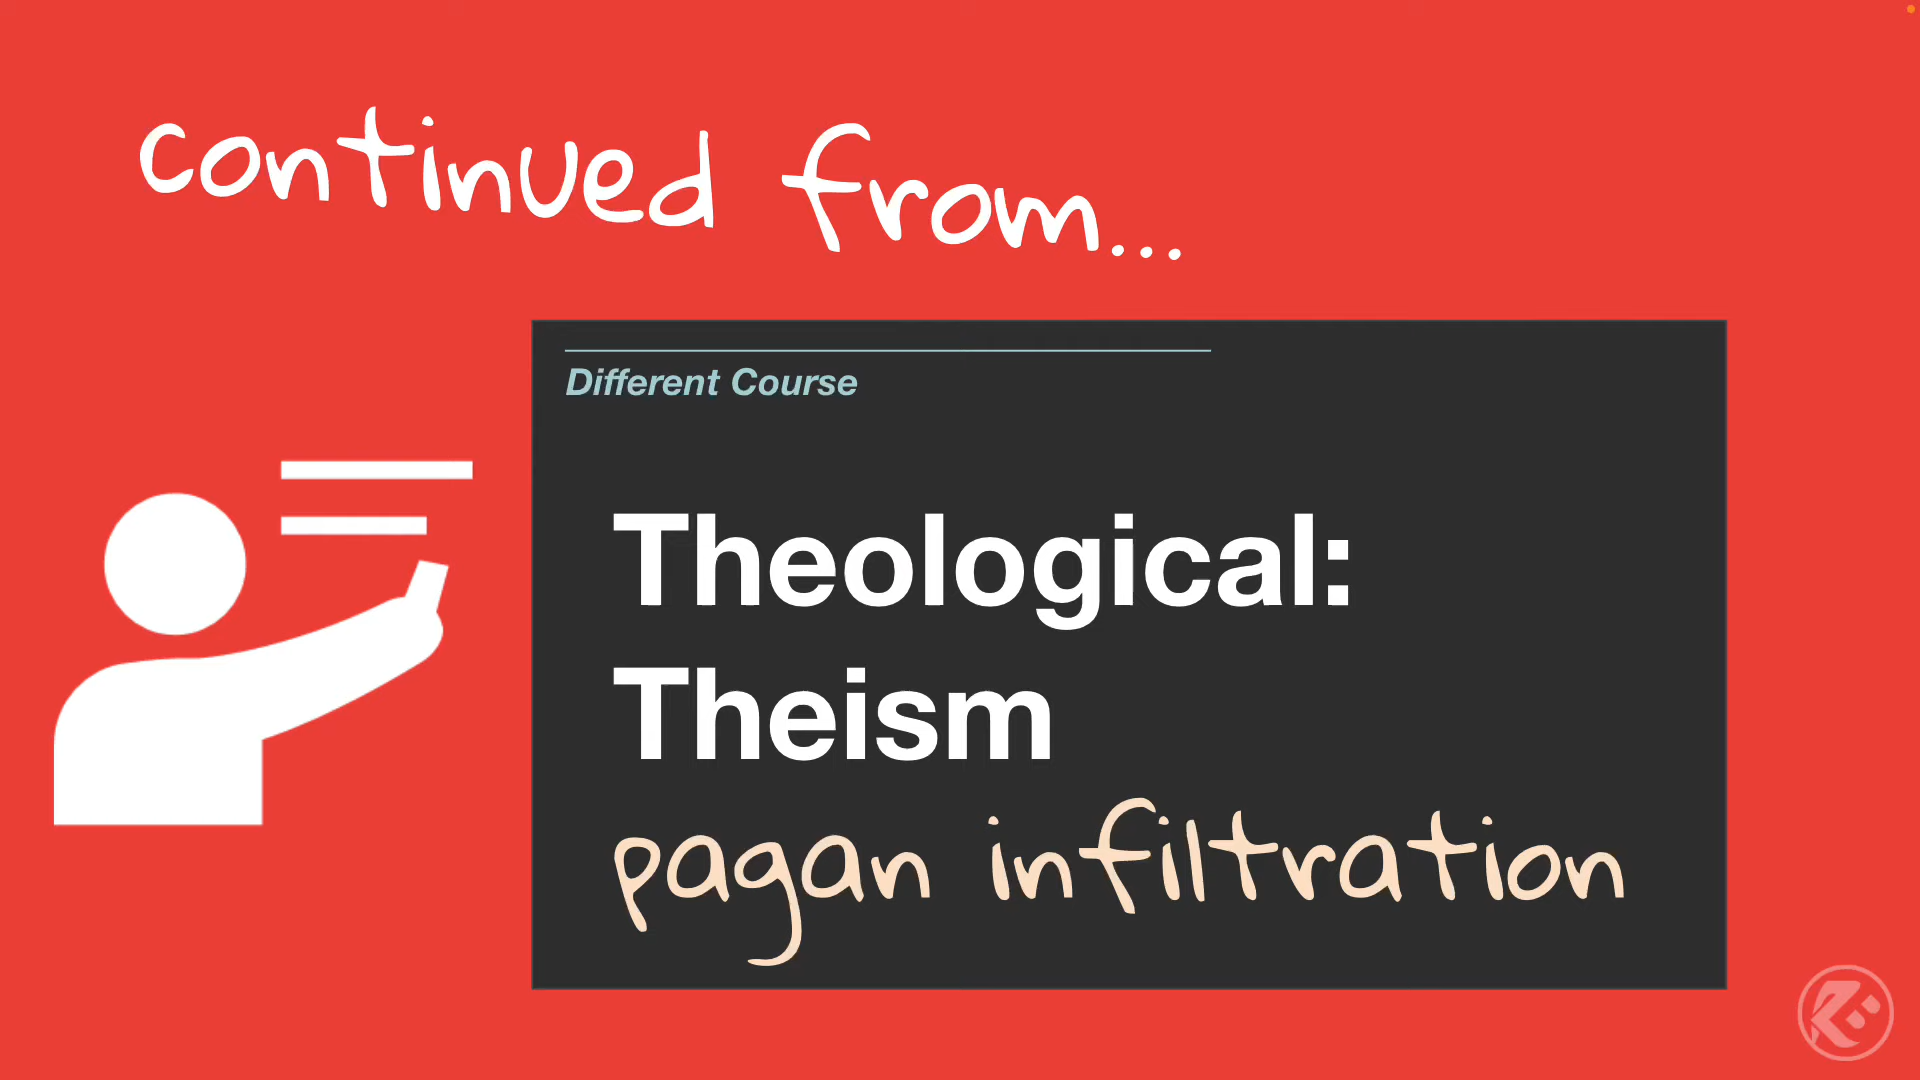 continued from...
Different Course
Theological:
Theism
pagan infiltration